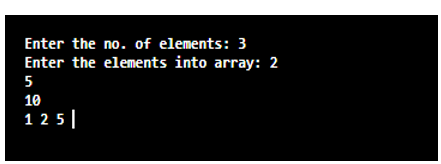 Enter the no. of elements: 3
Enter the elements into array: 2
5
10
1 2 5